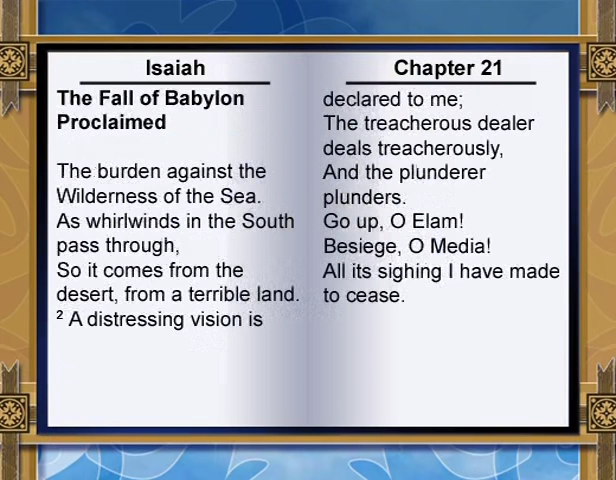 Isaiah
The Fall of Babylon
Proclaimed
The burden against the
Wilderness of the Sea.
As whirlwinds in the South
pass through,
So it comes from the
desert, from a terrible land.
² A distressing vision is
Chapter 21
declared to me;
The treacherous dealer
deals treacherously,
And the plunderer
plunders.
Go up, O Elam!
Besiege, O Media!
All its sighing I have made
to cease.